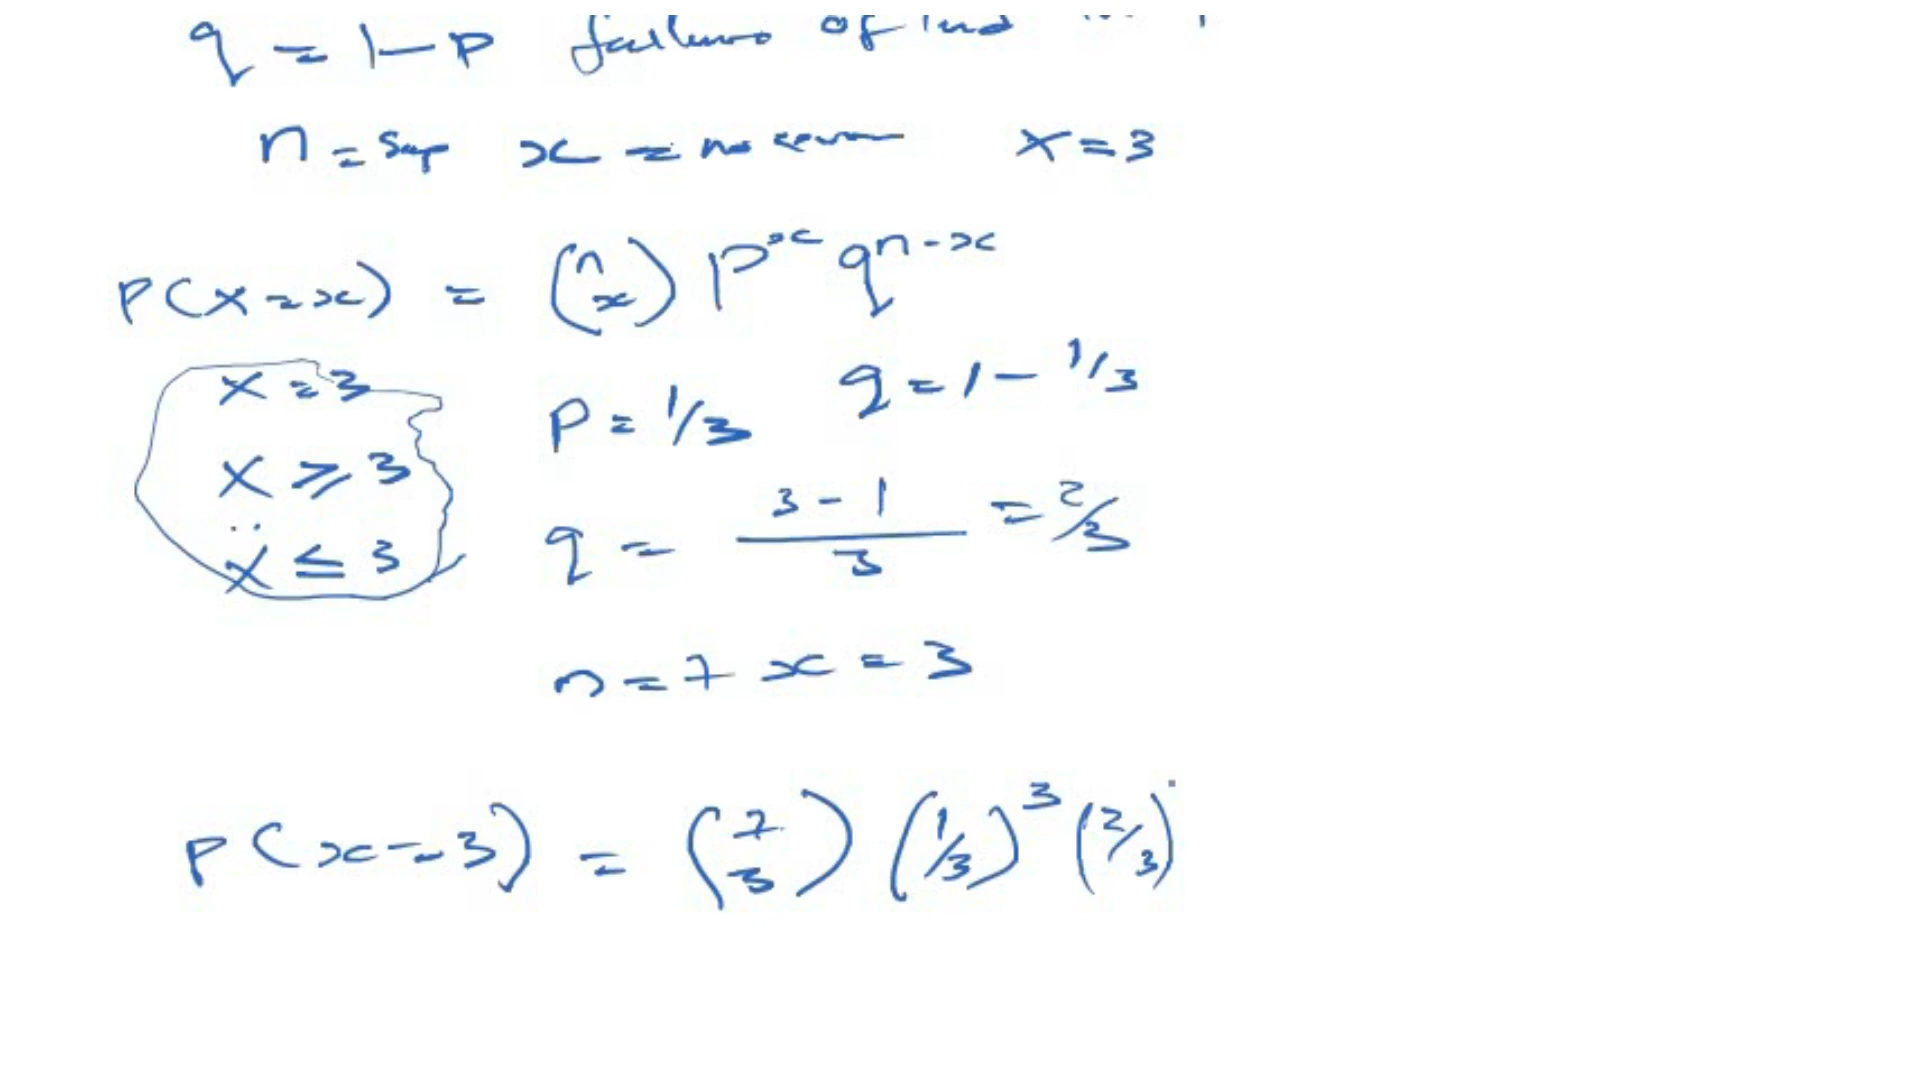 q = 1 - p of
n = x = no x = 3
P(X = x) = (n x) p^x q^n-x
x = 3 p = 1/3 q = 1 - 1/3
x ≥ 3 q = 3 - 1 / 3 = 2/3
x ≤ 3
n = 7 x = 3
P(x = 3) = (7 3) (1/3)^3 (2/3)